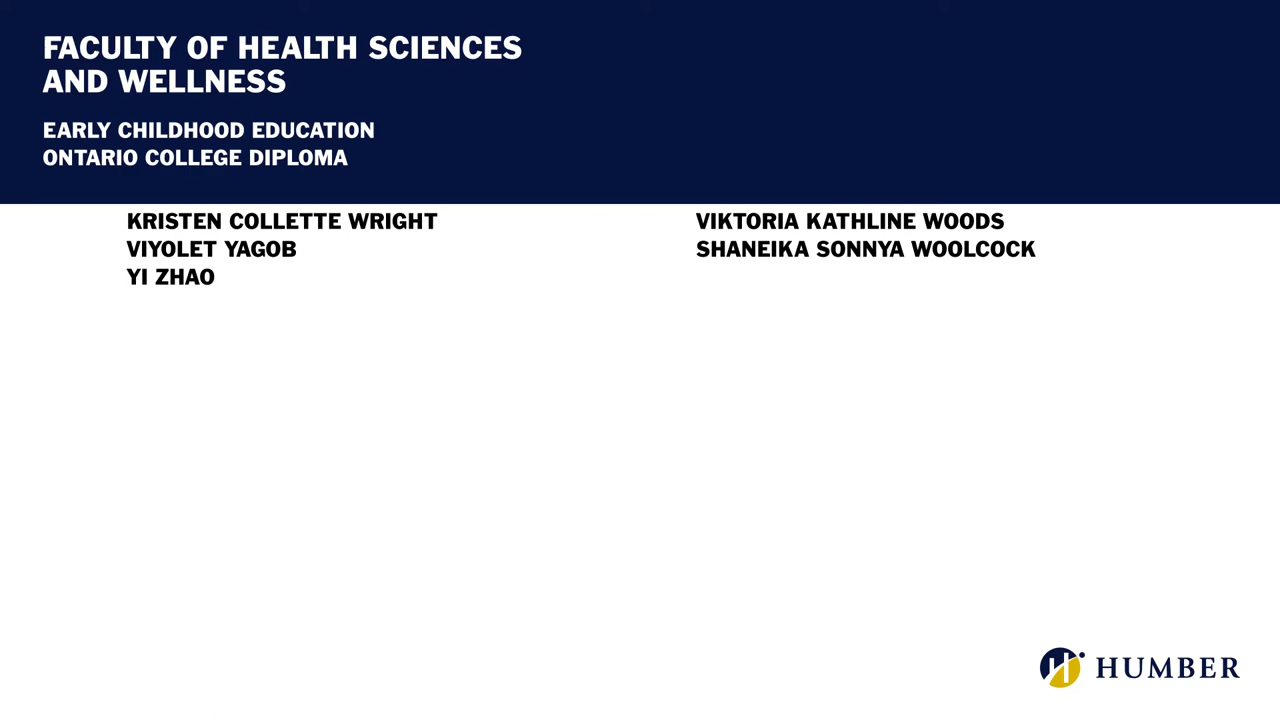 FACULTY OF HEALTH SCIENCES
AND WELLNESS
EARLY CHILDHOOD EDUCATION
ONTARIO COLLEGE DIPLOMA
KRISTEN COLLETTE WRIGHT
VIYOLET YAGOB
YI ZHAO
VIKTORIA KATHLINE WOODS
SHANEIKA SONNYA WOOLCOCK
HUMBER